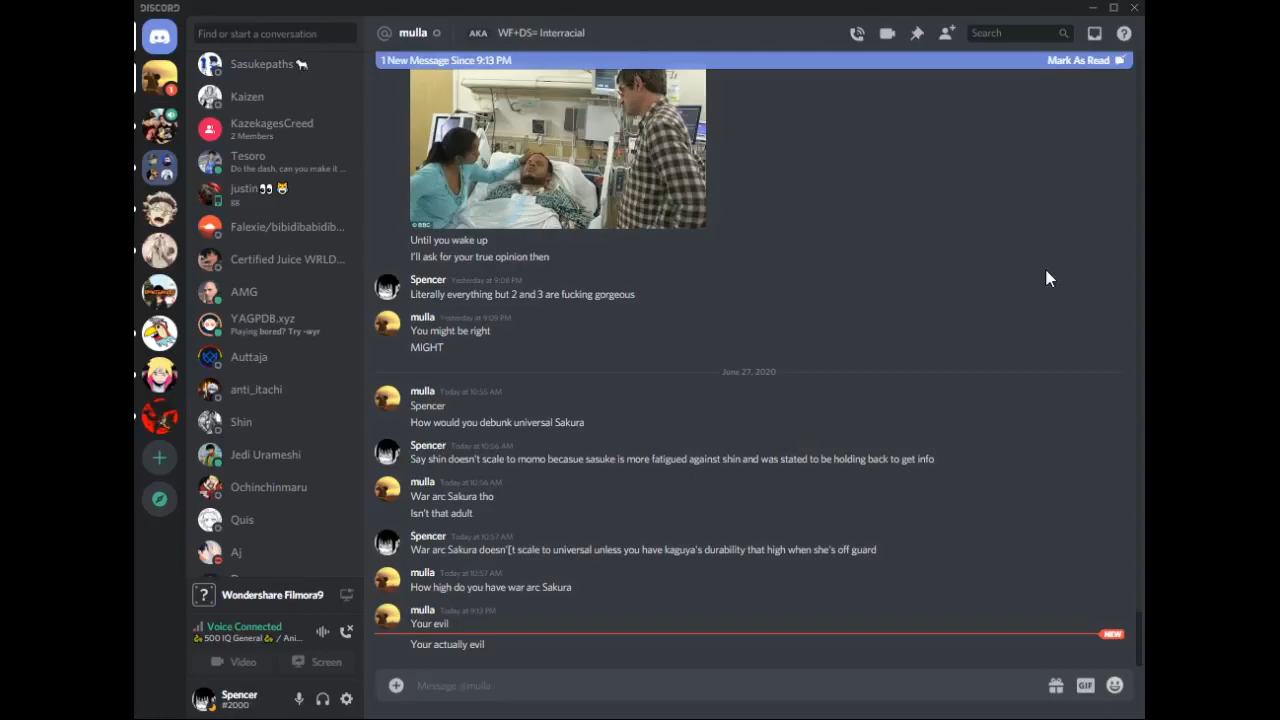 DISCORD
Find or start a conversation
@ mulla AKA WF+DS= Interracial
Search
1 New Message Since 9:13 PM
Mark As Read
1
Sasukepaths
Kaizen
KazekagesCreed
2 Members
Tesoro
Do the dash, can you make it ...
justin
gg
Falexie/bibidibabidib...
Certified Juice WRLD...
AMG
YAGPDB.xyz
Playing bored? Try -wyr
Auttaja
anti_itachi
Shin
Jedi Urameshi
Ochinchinmaru
Quis
Aj
? Wondershare Filmora9
Voice Connected
500 IQ General / Ani...
Video
Screen
Spencer
#2000
BBC
Until you wake up
I'll ask for your true opinion then
Spencer Yesterday at 9:08 PM
Literally everything but 2 and 3 are fucking gorgeous
mulla Yesterday at 9:09 PM
You might be right
MIGHT
June 27, 2020
mulla Today at 10:55 AM
Spencer
How would you debunk universal Sakura
Spencer Today at 10:56 AM
Say shin doesn't scale to momo becasue sasuke is more fatigued against shin and was stated to be holding back to get info
mulla Today at 10:56 AM
War arc Sakura tho
Isn't that adult
Spencer Today at 10:57 AM
War arc Sakura doesn'[t scale to universal unless you have kaguya's durability that high when she's off guard
mulla Today at 10:57 AM
How high do you have war arc Sakura
mulla Today at 9:13 PM
Your evil
NEW
Your actually evil
Message @mulla
GIF